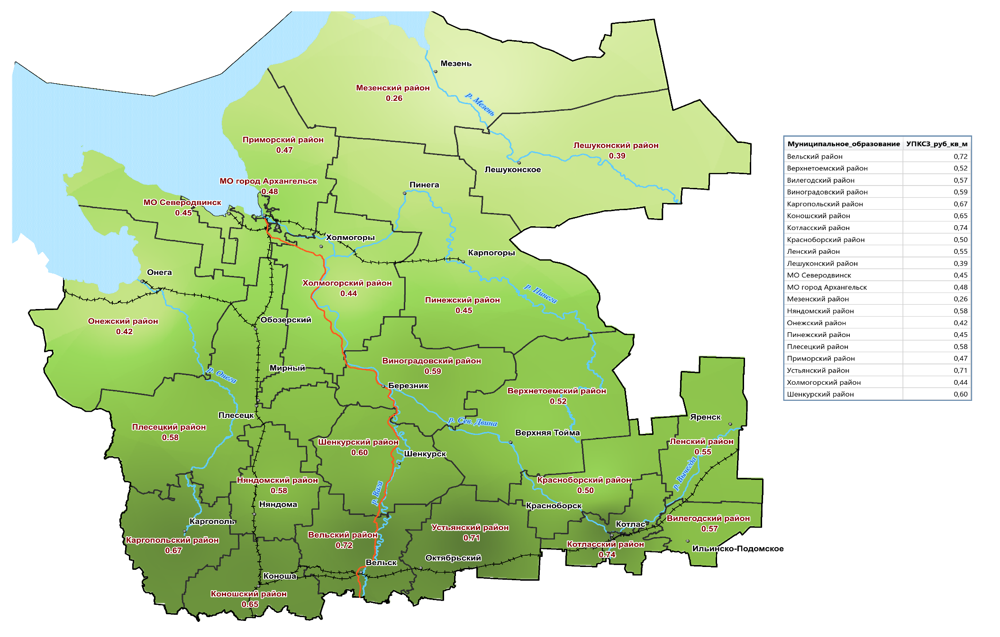 Мезень
Мезенский район
0.26
р. Мезень
Приморский район
0.47
Лешуконский район
0.39
Лешуконское
МО город Архангельск
0.48
Пинега
МО Северодвинск
0.45
Холмогоры
Карпогоры
Онега
Холмогорский район
0.44
р. Пинега
Пинежский район
0.45
Онежский район
0.42
Обозерский
Виноградовский район
0.59
Мирный
р. Онега
Березник
Верхнетоемский район
0.52
Плесецк
Яренск
р. Сев. Двина
Плесецкий район
0.58
Верхняя Тойма
Шенкурский район
0.60
Ленский район
0.55
Шенкурск
р. Вычегда
Няндомский район
0.58
Красноборский район
0.50
р. Вага
Няндома
Красноборск
Каргополь
Вилегодский район
0.57
Котлас
Устьянский район
0.71
Вельский район
0.72
Каргопольский район
0.67
Котласский район
0.74
Ильинско-Подомское
Октябрьский
Вельск
Коноша
Коношский район
0.65
Муниципальное_образование УПКСЗ_руб_кв_м
Вельский район 0,72
Верхнетоемский район 0,52
Вилегодский район 0,57
Виноградовский район 0,59
Каргопольский район 0,67
Коношский район 0,65
Котласский район 0,74
Красноборский район 0,50
Ленский район 0,55
Лешуконский район 0,39
МО Северодвинск 0,45
МО город Архангельск 0,48
Мезенский район 0,26
Няндомский район 0,58
Онежский район 0,42
Пинежский район 0,45
Плесецкий район 0,58
Приморский район 0,47
Устьянский район 0,71
Холмогорский район 0,44
Шенкурский район 0,60